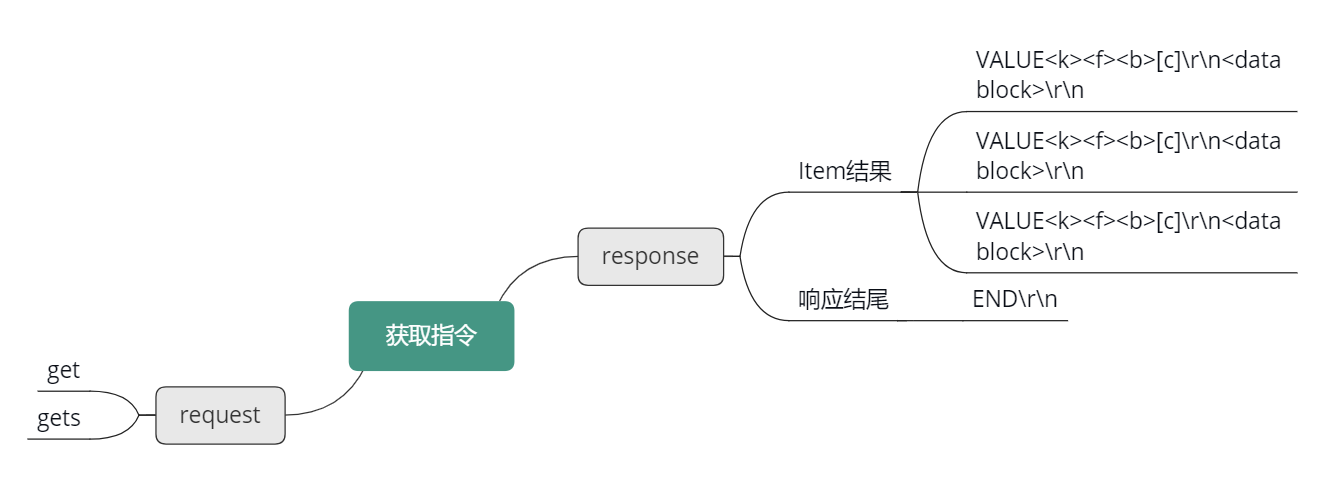 VALUE<k><f><b>[c]\r\n<data
block>\r\n
VALUE<k><f><b>[c]\r\n<data
block>\r\n
Item结果
VALUE<k><f><b>[c]\r\n<data
block>\r\n
response
响应结尾
END\r\n
获取指令
get
gets
request